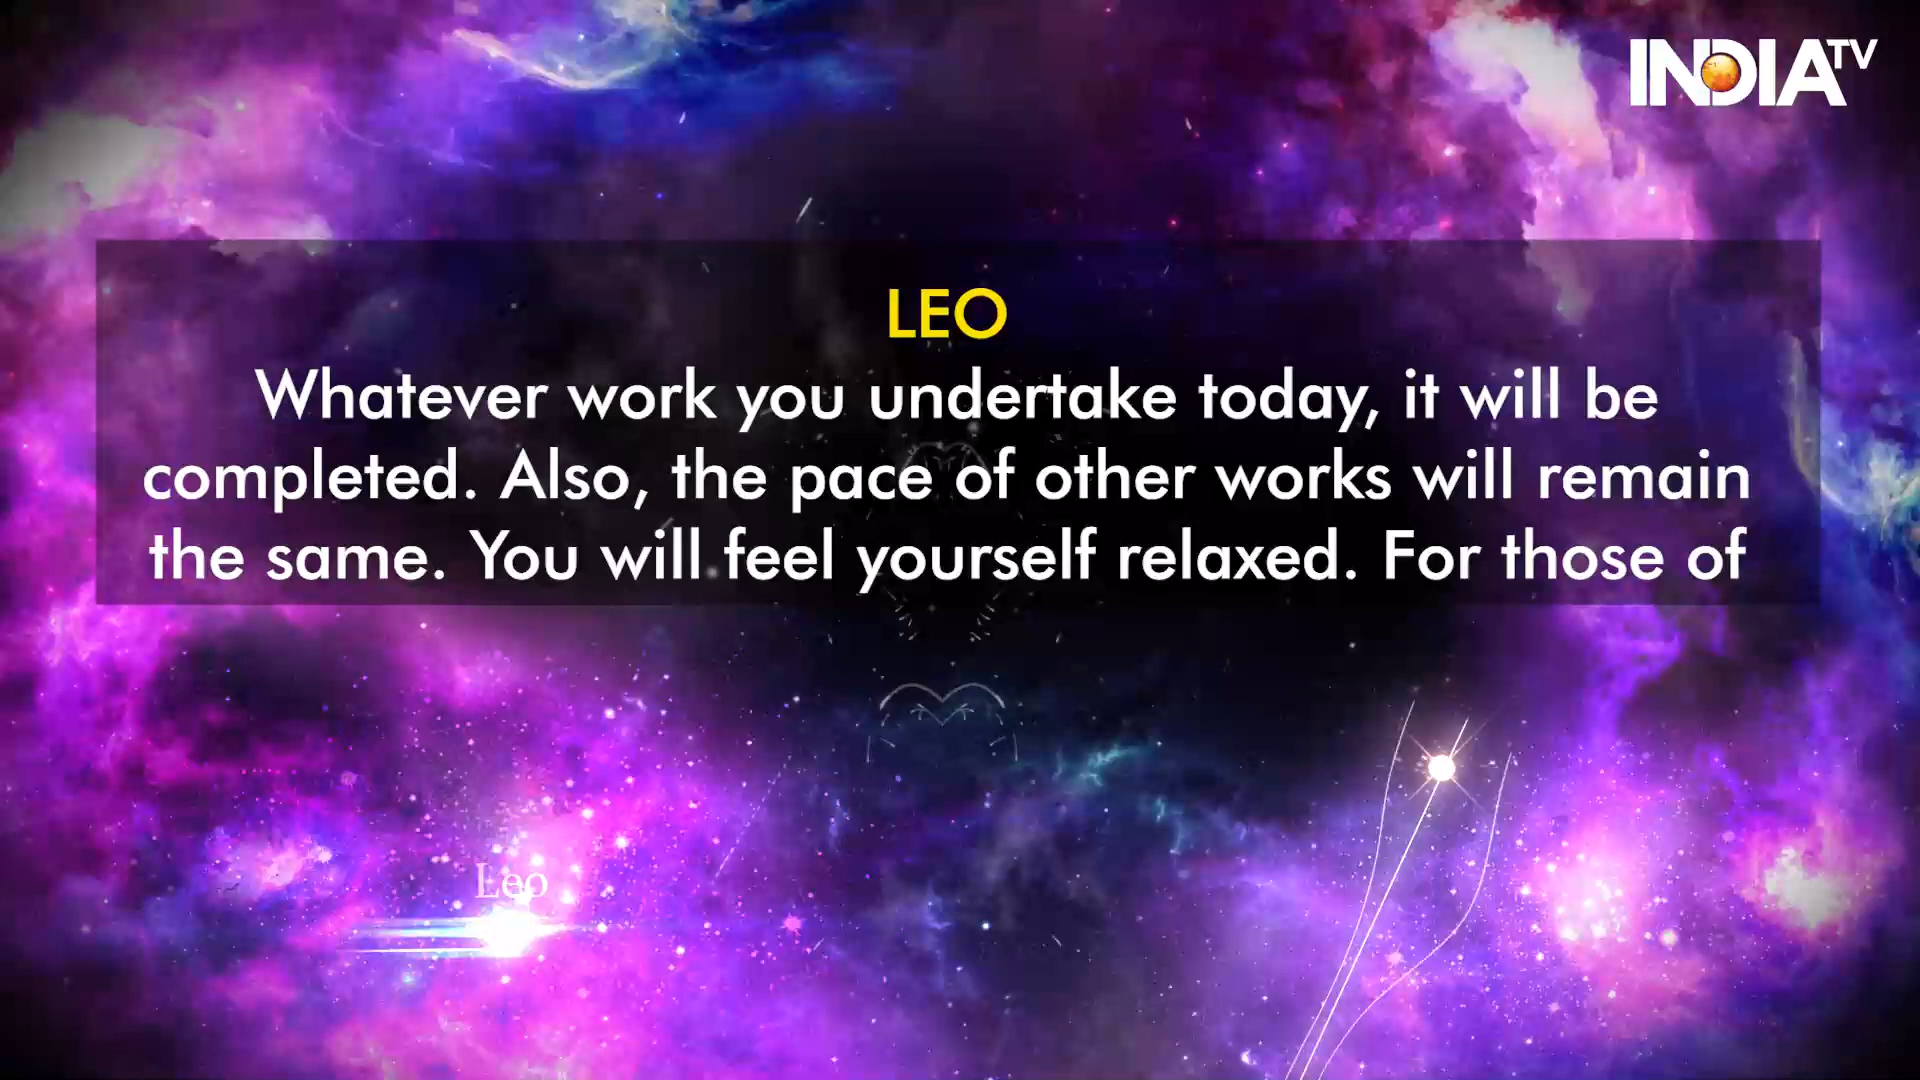 INDIA TV
LEO
Whatever work you undertake today, it will be
completed. Also, the pace of other works will remain
the same. You will feel yourself relaxed. For those of
Leo